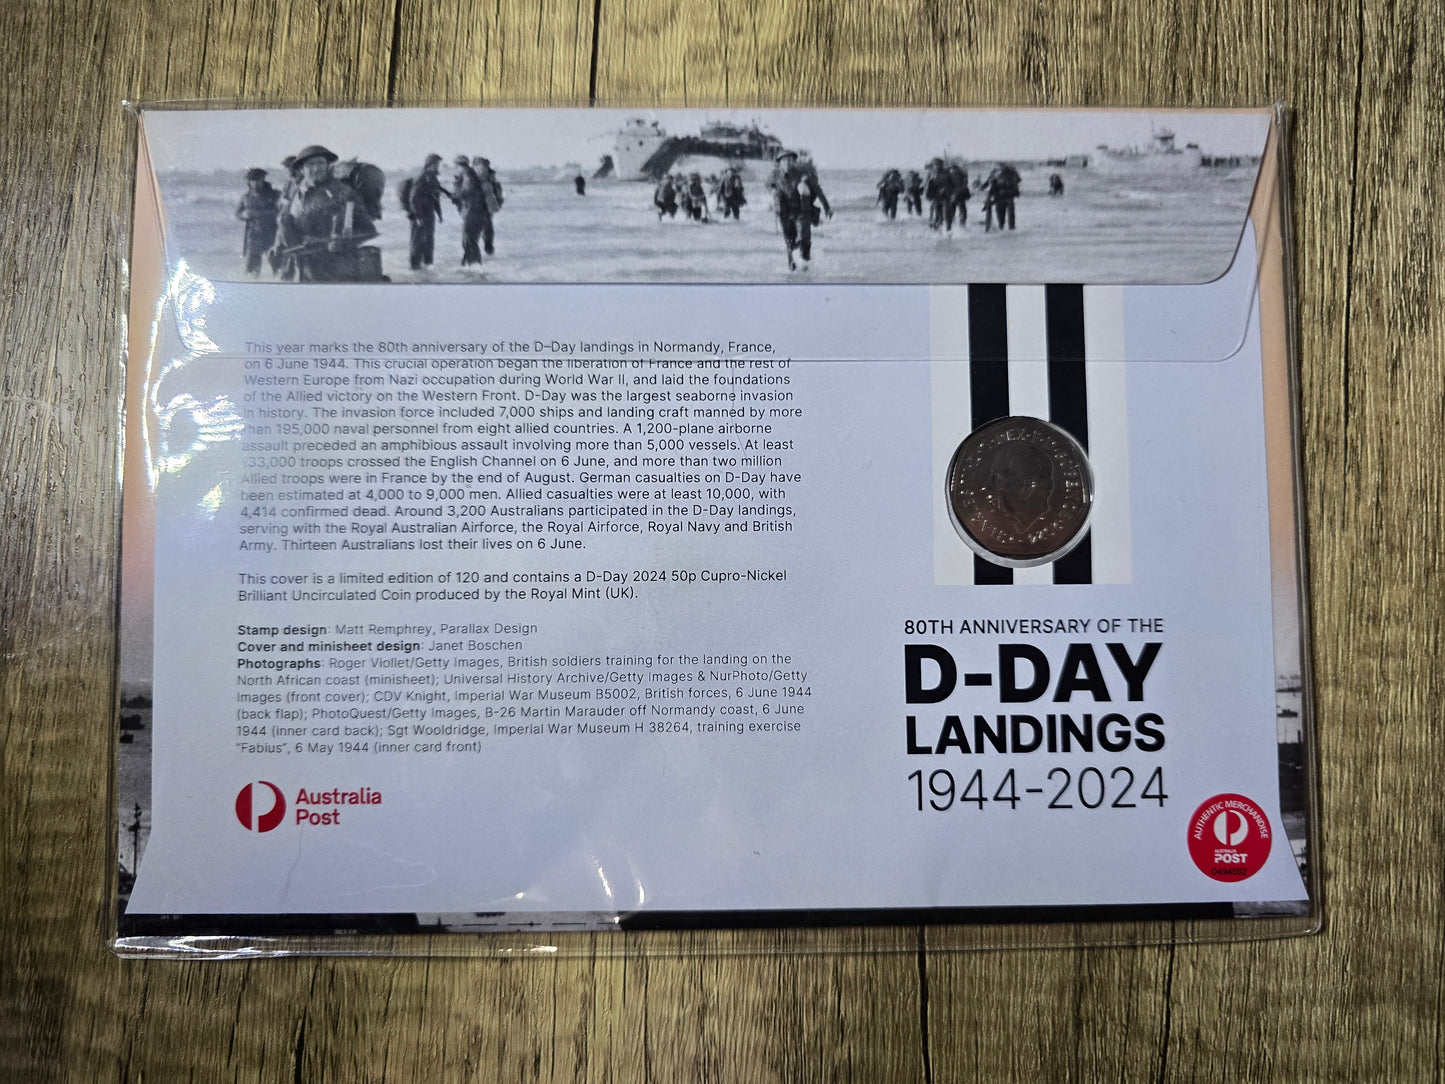 This year marks the 80th anniversary of the D-Day landings in Normandy, France,
on 6 June 1944. This crucial operation began the liberation of France and the rest of
Western Europe from Nazi occupation during World War II, and laid the foundations
of the Allied victory on the Western Front. D-Day was the largest seaborne invasion
in history. The invasion force included 7,000 ships and landing craft manned by more
than 195,000 naval personnel from eight allied countries. A 1,200-plane airborne
assault preceded an amphibious assault involving more than 5,000 vessels. At least
133,000 troops crossed the English Channel on 6 June, and more than two million
Allied troops were in France by the end of August. German casualties on D-Day have
been estimated at 4,000 to 9,000 men. Allied casualties were at least 10,000, with
4,414 confirmed dead. Around 3,200 Australians participated in the D-Day landings,
serving with the Royal Australian Airforce, the Royal Airforce, Royal Navy and British
Army. Thirteen Australians lost their lives on 6 June.
This cover is a limited edition of 120 and contains a D-Day 2024 50p Cupro-Nickel
Brilliant Uncirculated Coin produced by the Royal Mint (UK).
Stamp design: Matt Remphrey, Parallax Design
Cover and minisheet design: Janet Boschen
Photographs: Roger Viollet/Getty Images, British soldiers training for the landing on the
North African coast (minisheet); Universal History Archive/Getty Images & NurPhoto/Getty
Images (front cover); CDV Knight, Imperial War Museum B5002, British forces, 6 June 1944
(back flap); PhotoQuest/Getty Images, B-26 Martin Marauder off Normandy coast, 6 June
1944 (inner card back); Sgt Wooldridge, Imperial War Museum H 38264, training exercise
"Fabius", 6 May 1944 (inner card front)
Australia
Post
80TH ANNIVERSARY OF THE
D-DAY
LANDINGS
1944-2024
AUTHENTIC MERCHANDISE
AUSTRALIA
POST
0494502